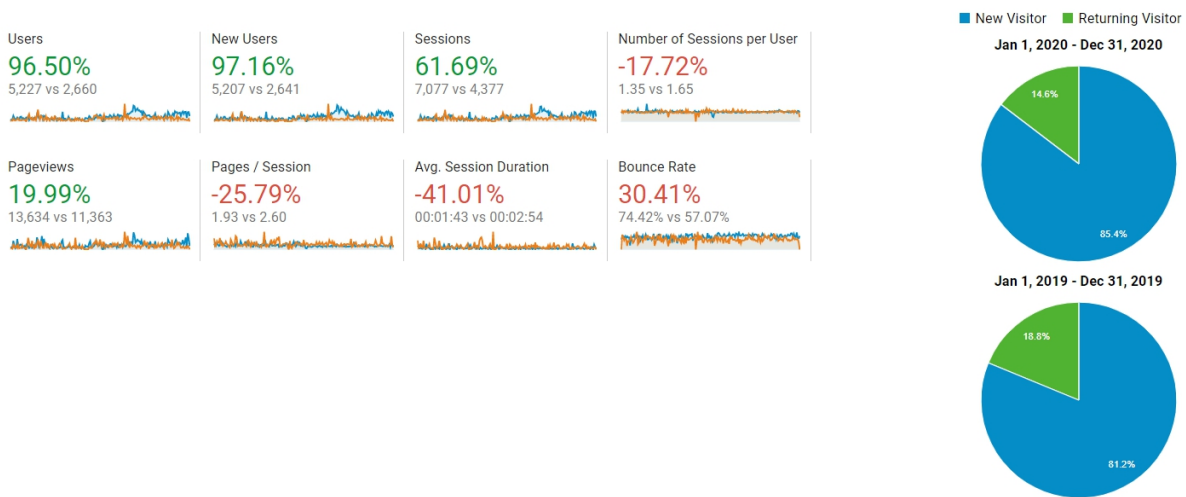 New Visitor
Returning Visitor
Users
96.50%
5,227 vs 2,660
New Users
97.16%
5,207 vs 2,641
Sessions
61.69%
7,077 vs 4,377
Number of Sessions per User
-17.72%
1.35 vs 1.65
Pageviews
19.99%
13,634 vs 11,363
Pages / Session
-25.79%
1.93 vs 2.60
Avg. Session Duration
-41.01%
00:01:43 vs 00:02:54
Bounce Rate
30.41%
74.42% vs 57.07%
Jan 1, 2020 - Dec 31, 2020
14.6%
85.4%
Jan 1, 2019 - Dec 31, 2019
18.8%
81.2%